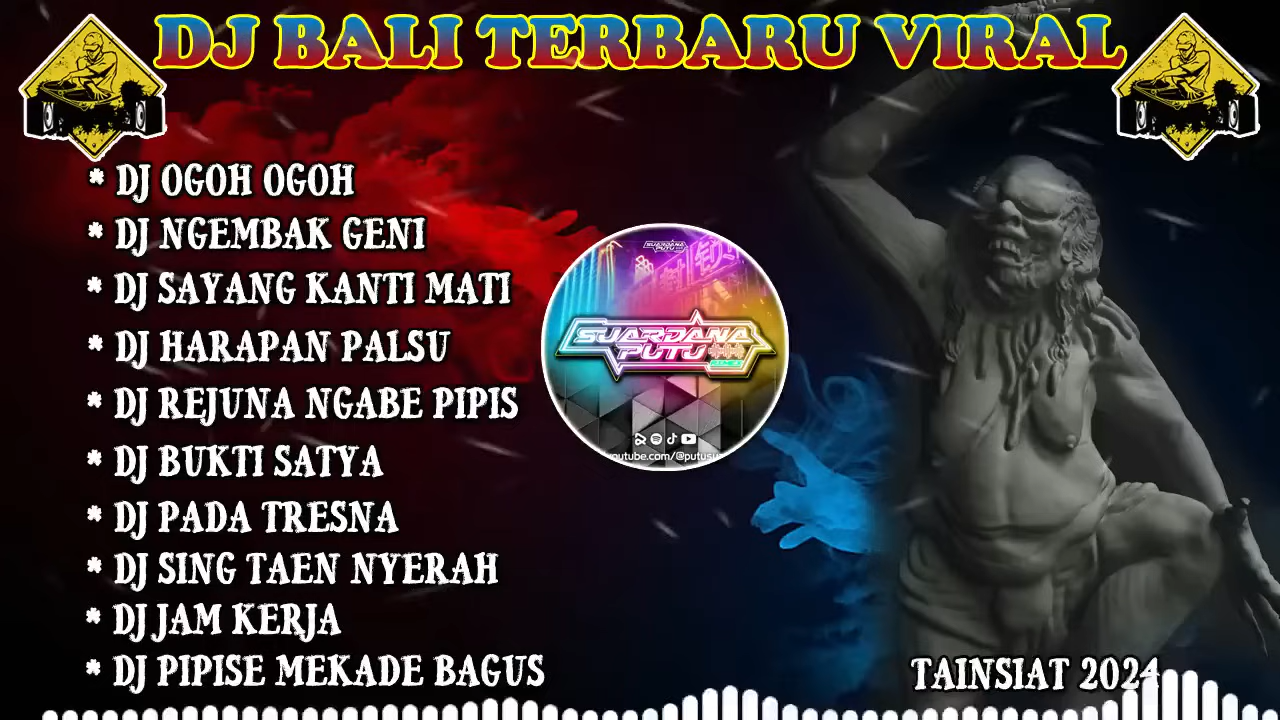 DJ BALI TERBARU VIRAL
* DJ OGOH OGOH
* DJ NGEMBAK GENI
* DJ SAYANG KANTI MATI
* DJ HARAPAN PALSU
* DJ REJUNA NGABE PIPIS
* DJ BUKTI SATYA
* DJ PADA TRESNA
* DJ SING TAEN NYERAH
* DJ JAM KERJA
* DJ PIPISE MEKADE BAGUS
SUARDANA
PUTU
SUARDANA
PUTU
TAINSIAT 2024